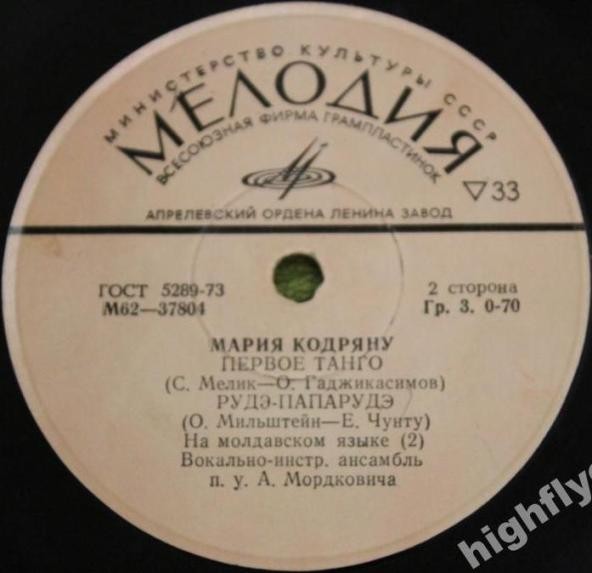 МИНИСТЕРСТВО КУЛЬТУРЫ СССР
МЕЛОДИЯ
ВСЕСОЮЗНАЯ ФИРМА ГРАМПЛАСТИНОК
▽33
АПРЕЛЕВСКИЙ ОРДЕНА ЛЕНИНА ЗАВОД
ГОСТ 5289-73
М62—37804
2 сторона
Гр. 3. 0-70
МАРИЯ КОДРЯНУ
ПЕРВОЕ ТАНГО
(С. Мелик—О. Гаджикасимов)
РУДЭ-ПАПАРУДЭ
(О. Мильштейн—Е. Чунту)
На молдавском языке (2)
Вокально-инстр. ансамбль
п. у. А. Мордковича